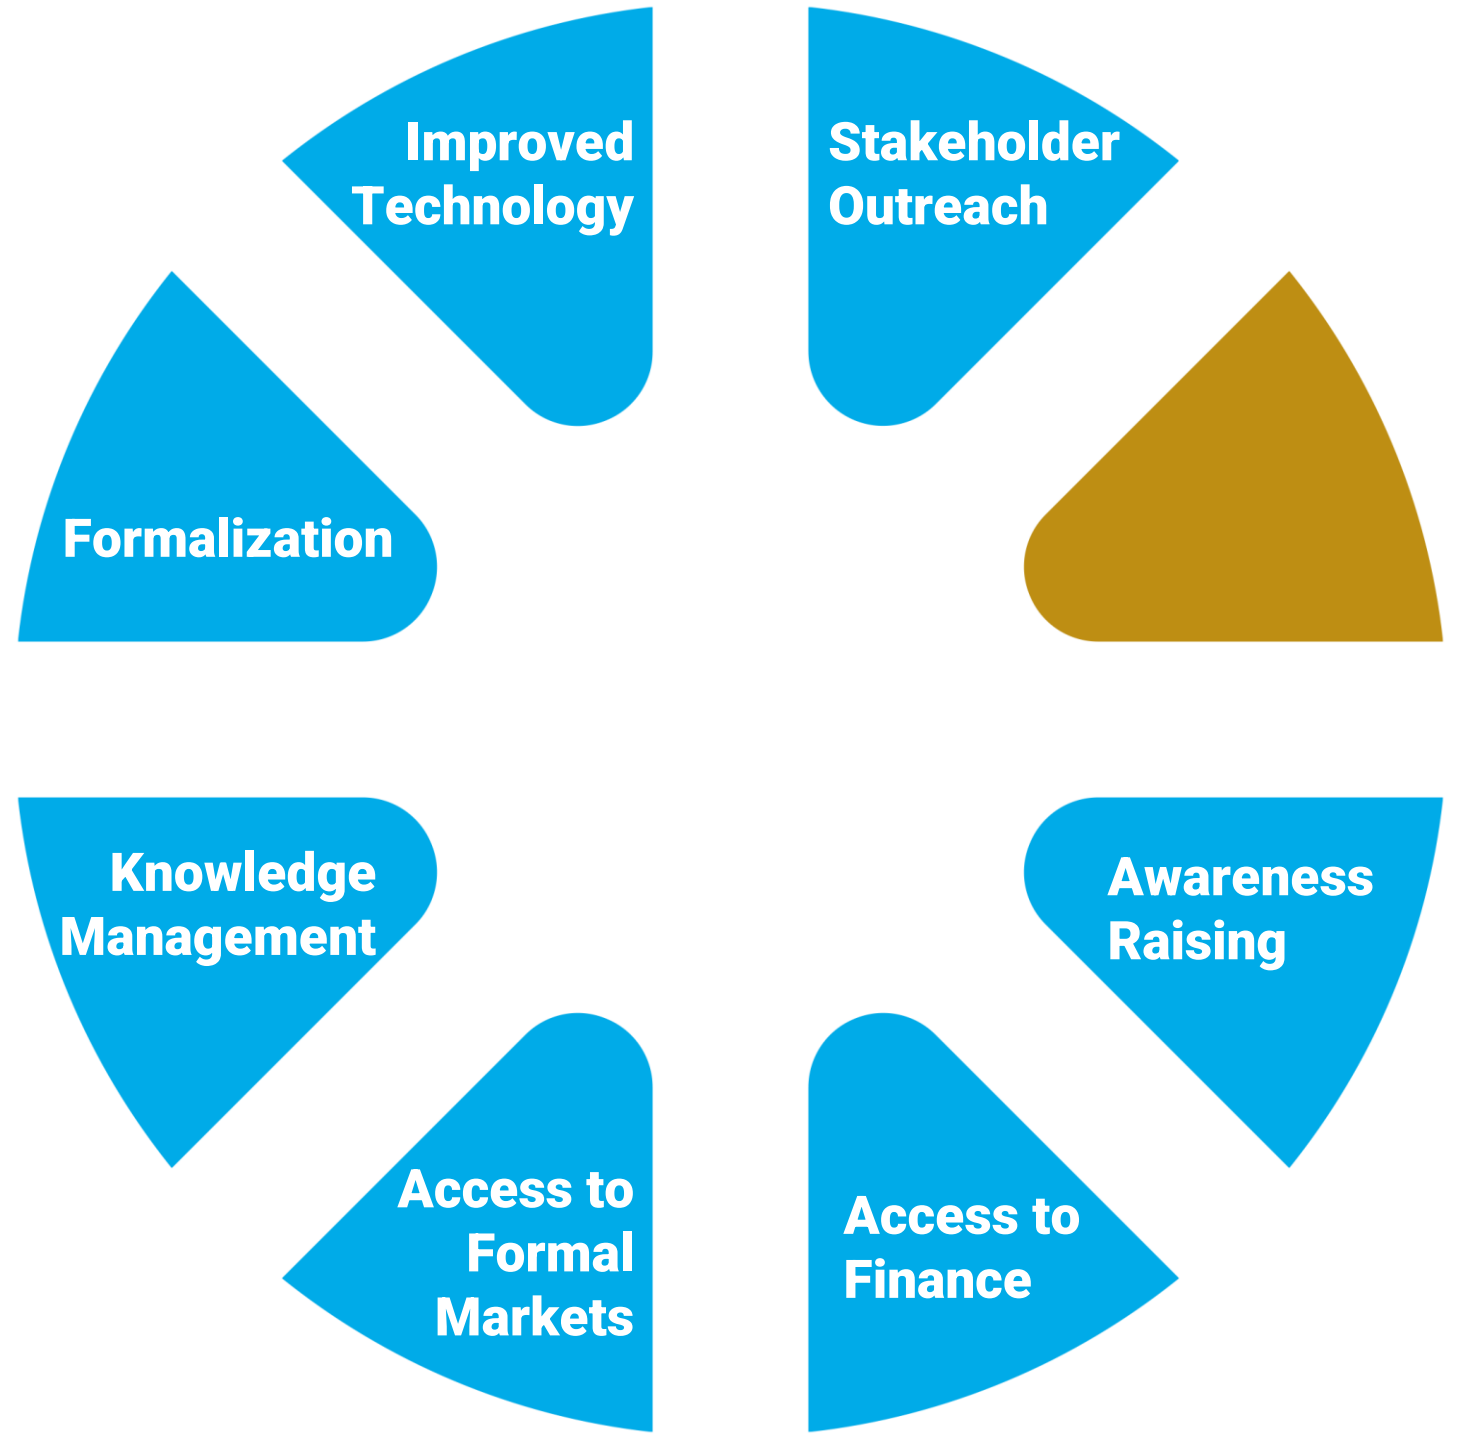 Improved
Technology
Stakeholder
Outreach
Formalization
Knowledge
Management
Awareness
Raising
Access to
Formal
Markets
Access to
Finance